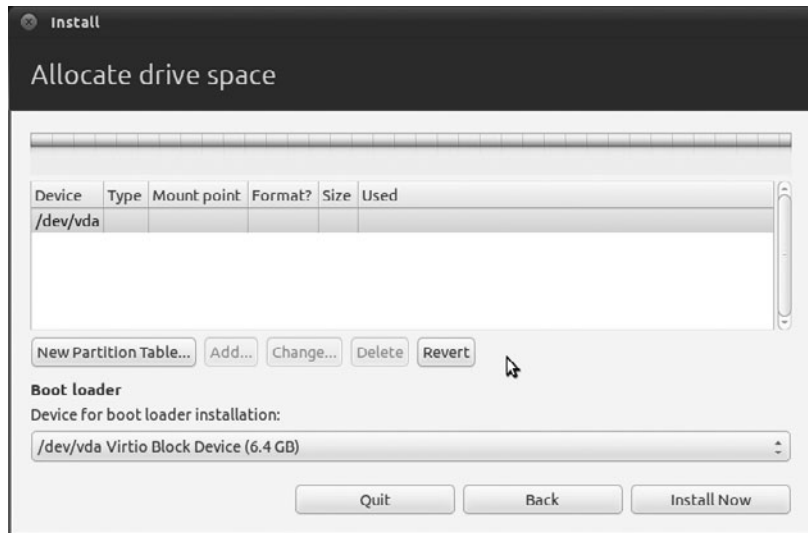 Install
Allocate drive space
Device Type Mount point Format? Size Used
/dev/vda
New Partition Table... Add... Change... Delete Revert
Boot loader
Device for boot loader installation:
/dev/vda Virtio Block Device (6.4 GB)
Quit Back Install Now